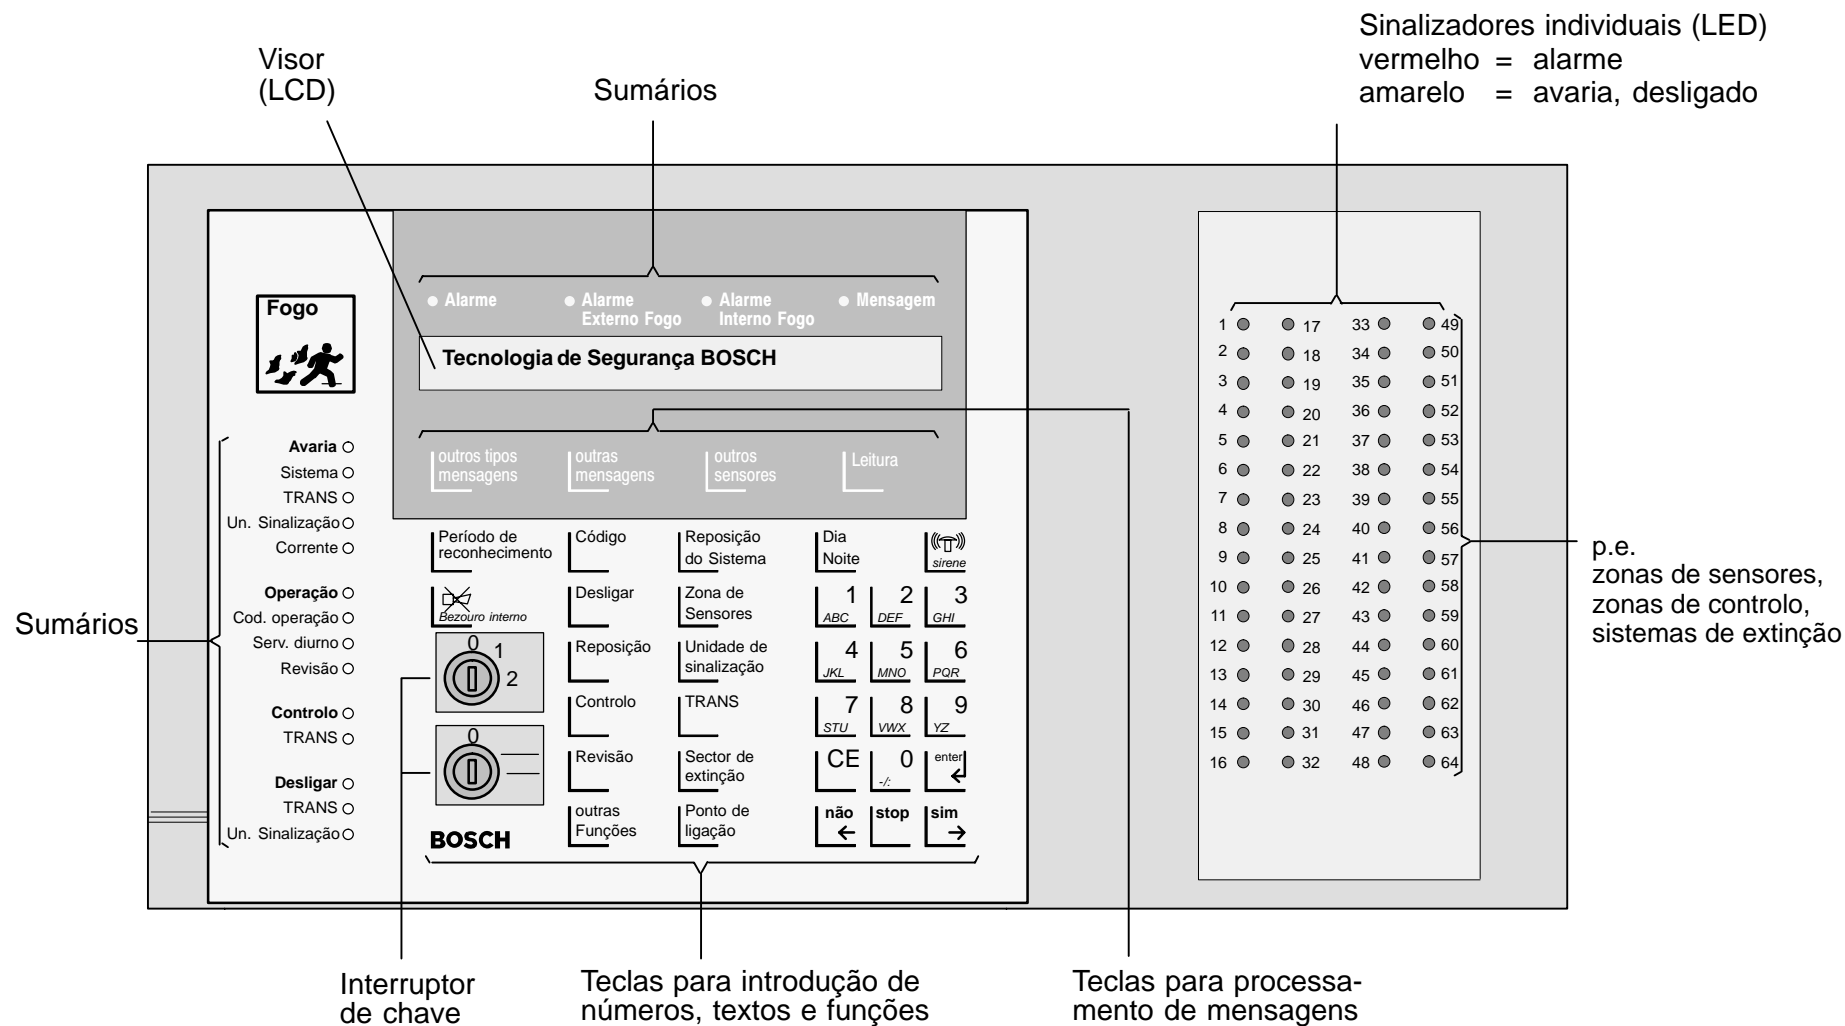 Sinalizadores individuais (LED)
vermelho = alarme
amarelo = avaria, desligado
Visor
(LCD)
Sumários
Fogo
Alarme
Alarme
Externo Fogo
Alarme
Interno Fogo
Mensagem
Tecnologia de Segurança BOSCH
outros tipos
mensagens
outras
mensagens
outros
sensores
Leitura
Sumários
Avaria
Sistema
TRANS
Un. Sinalização
Corrente
Operação
Cod. operação
Serv. diurno
Revisão
Controlo
TRANS
Desligar
TRANS
Un. Sinalização
Período de
reconhecimento
Código
Reposição
do Sistema
Dia
Noite
sirene
Bezouro interno
Desligar
Zona de
Sensores
1
ABC
2
DEF
3
GHI
0
1
2
Reposição
Unidade de
sinalização
4
JKL
5
MNO
6
PQR
Controlo
TRANS
7
STU
8
VWX
9
YZ
0
Revisão
Sector de
extinção
CE
0
-/:
enter
BOSCH
outras
Funções
Ponto de
ligação
não
stop
sim
1 17 33 49
2 18 34 50
3 19 35 51
4 20 36 52
5 21 37 53
6 22 38 54
7 23 39 55
8 24 40 56
9 25 41 57
10 26 42 58
11 27 43 59
12 28 44 60
13 29 45 61
14 30 46 62
15 31 47 63
16 32 48 64
p.e.
zonas de sensores,
zonas de controlo,
sistemas de extinção
Interruptor
de chave
Teclas para introdução de
números, textos e funções
Teclas para processa-
mento de mensagens